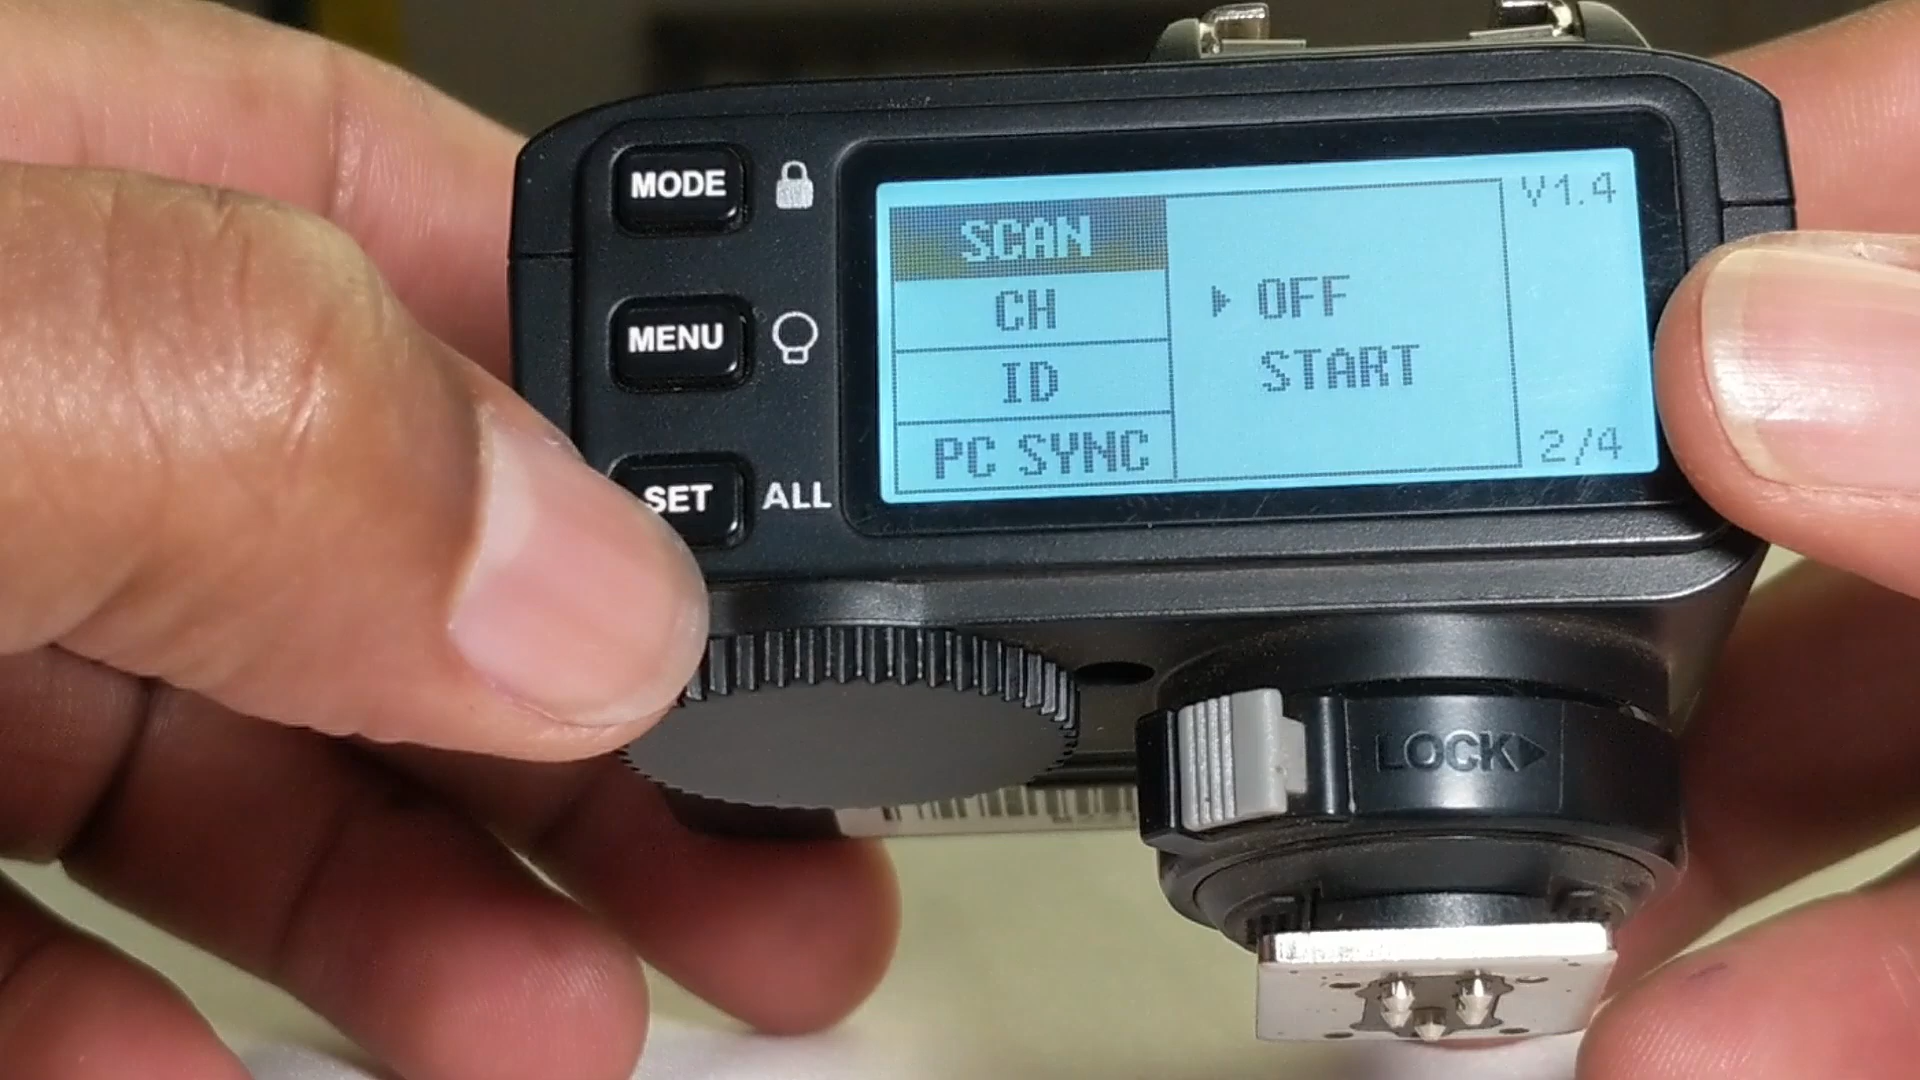 MODE
MENU
SET ALL
SCAN
CH
ID
PC SYNC
▸ OFF
START
V1.4
2/4
LOCK▶